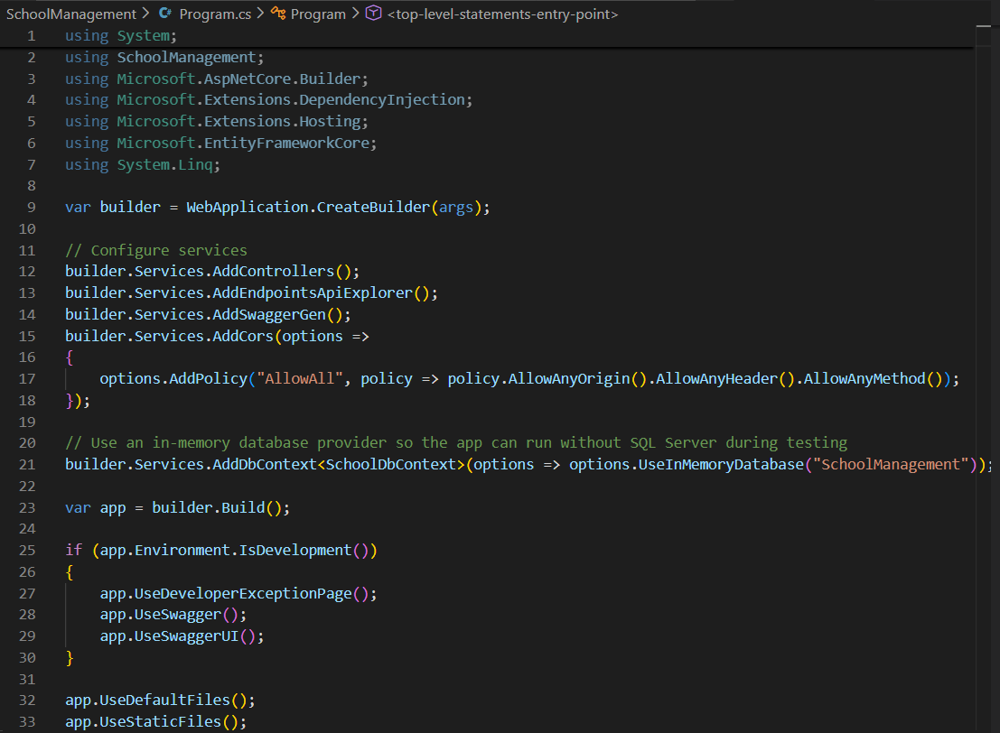 SchoolManagement > C# Program.cs > Program > <top-level-statements-entry-point>
1 using System;
2 using SchoolManagement;
3 using Microsoft.AspNetCore.Builder;
4 using Microsoft.Extensions.DependencyInjection;
5 using Microsoft.Extensions.Hosting;
6 using Microsoft.EntityFrameworkCore;
7 using System.Linq;
8
9 var builder = WebApplication.CreateBuilder(args);
10
11 // Configure services
12 builder.Services.AddControllers();
13 builder.Services.AddEndpointsApiExplorer();
14 builder.Services.AddSwaggerGen();
15 builder.Services.AddCors(options =>
16 {
17     options.AddPolicy("AllowAll", policy => policy.AllowAnyOrigin().AllowAnyHeader().AllowAnyMethod());
18 });
19
20 // Use an in-memory database provider so the app can run without SQL Server during testing
21 builder.Services.AddDbContext<SchoolDbContext>(options => options.UseInMemoryDatabase("SchoolManagement"));
22
23 var app = builder.Build();
24
25 if (app.Environment.IsDevelopment())
26 {
27     app.UseDeveloperExceptionPage();
28     app.UseSwagger();
29     app.UseSwaggerUI();
30 }
31
32 app.UseDefaultFiles();
33 app.UseStaticFiles();